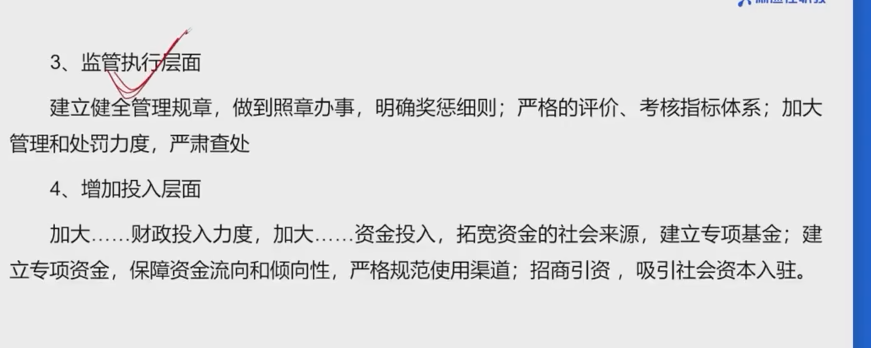 3、监管执行层面
建立健全管理规章，做到照章办事，明确奖惩细则；严格的评价、考核指标体系；加大
管理和处罚力度，严肃查处
4、增加投入层面
加大……财政投入力度，加大……资金投入，拓宽资金的社会来源，建立专项基金；建
立专项资金，保障资金流向和倾向性，严格规范使用渠道；招商引资 ，吸引社会资本入驻。